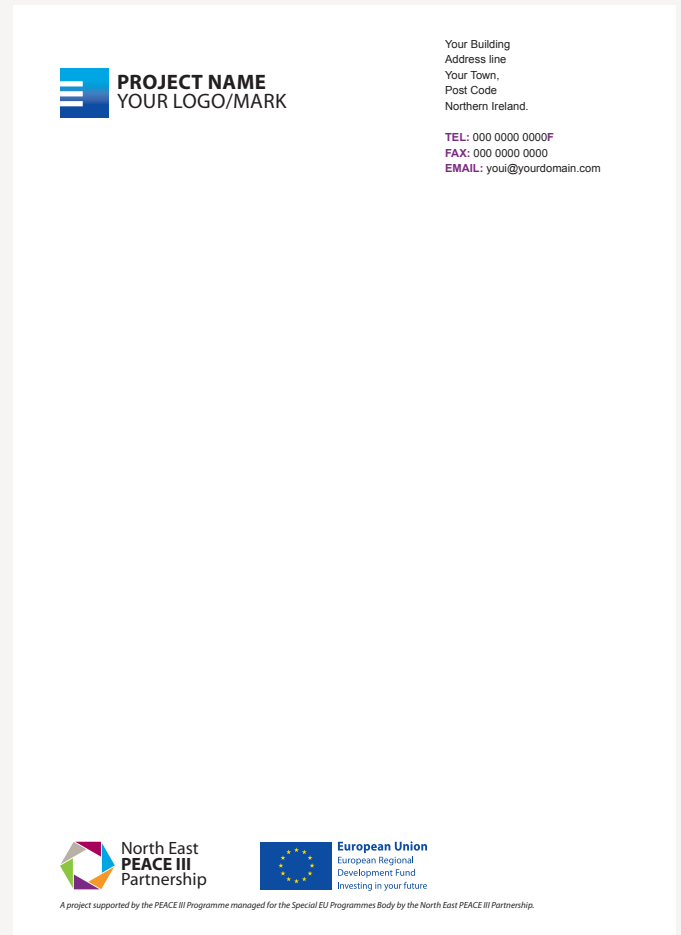 PROJECT NAME
YOUR LOGO/MARK
Your Building
Address line
Your Town,
Post Code
Northern Ireland.
TEL: 000 0000 0000F
FAX: 000 0000 0000
EMAIL: youi@yourdomain.com
North East
PEACE III
Partnership
European Union
European Regional
Development Fund
Investing in your future
A project supported by the PEACE III Programme managed for the Special EU Programmes Body by the North East PEACE III Partnership.